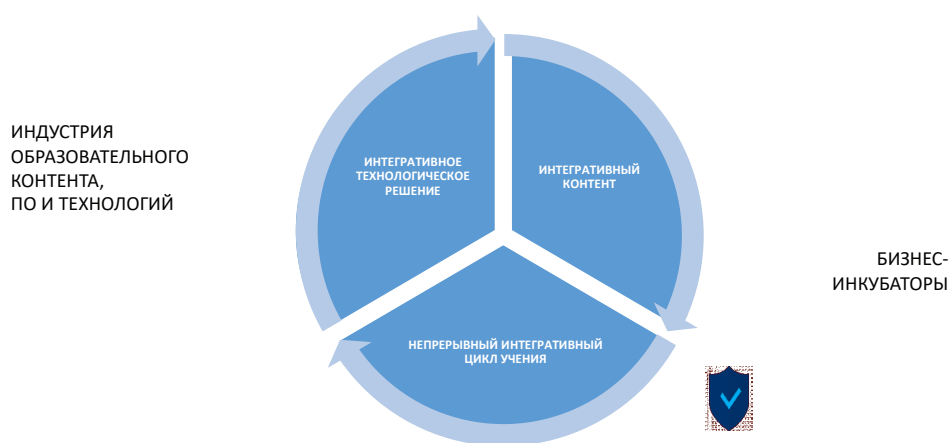 ИНДУСТРИЯ
ОБРАЗОВАТЕЛЬНОГО
КОНТЕНТА,
ПО И ТЕХНОЛОГИЙ
ИНТЕГРАТИВНОЕ
ТЕХНОЛОГИЧЕСКОЕ
РЕШЕНИЕ
ИНТЕГРАТИВНЫЙ
КОНТЕНТ
БИЗНЕС-
ИНКУБАТОРЫ
НЕПРЕРЫВНЫЙ ИНТЕГРАТИВНЫЙ
ЦИКЛ УЧЕНИЯ